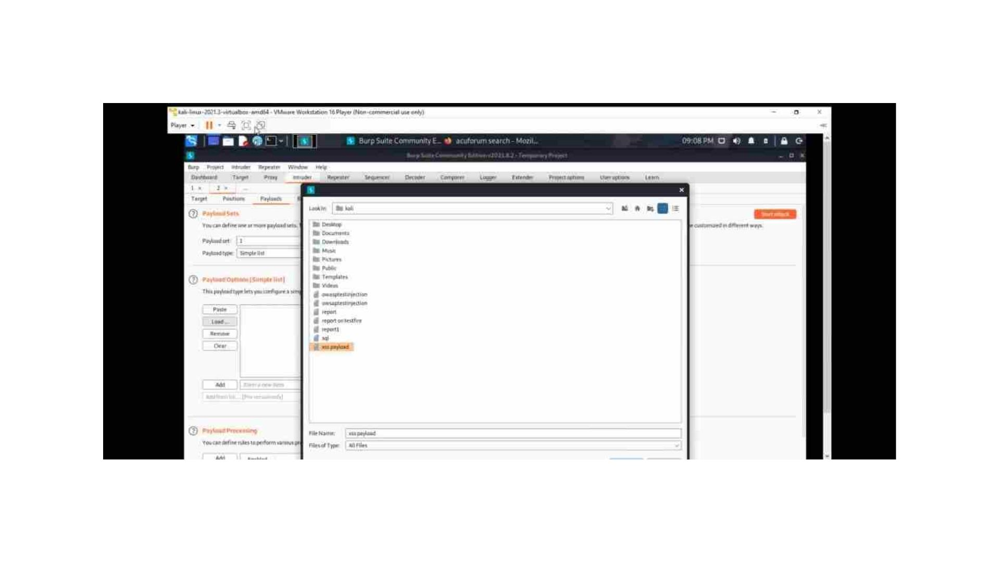 kali-linux-2021.3-virtualbox-amd64 - VMware Workstation 16 Player (Non-commercial use only)
Player
Burp Suite Community E... acuforum search - Mozil... 09:08 PM
Burp Suite Community Edition v2021.8.2 - Temporary Project
Burp Project Intruder Repeater Window Help
Dashboard Target Proxy Intruder Repeater Sequencer Decoder Comparer Logger Extender Project options User options Learn
1 × 2 × ...
Target Positions Payloads
Look In: kali
Payload Sets
Start attack
You can define one or more payload sets. customized in different ways.
Payload set: 1
Payload type: Simple list
Desktop
Documents
Downloads
Music
Pictures
Public
Templates
Videos
owasptestinjection
owsaptestinjection
report
report on testfire
report1
sql
xss payload
Payload Options [Simple list]
This payload type lets you configure a simp
Paste
Load ...
Remove
Clear
Add Enter a new item
Add from list ... [Pro version only]
File Name: xss payload
Files of Type: All Files
Payload Processing
You can define rules to perform various pr
Add Enabled